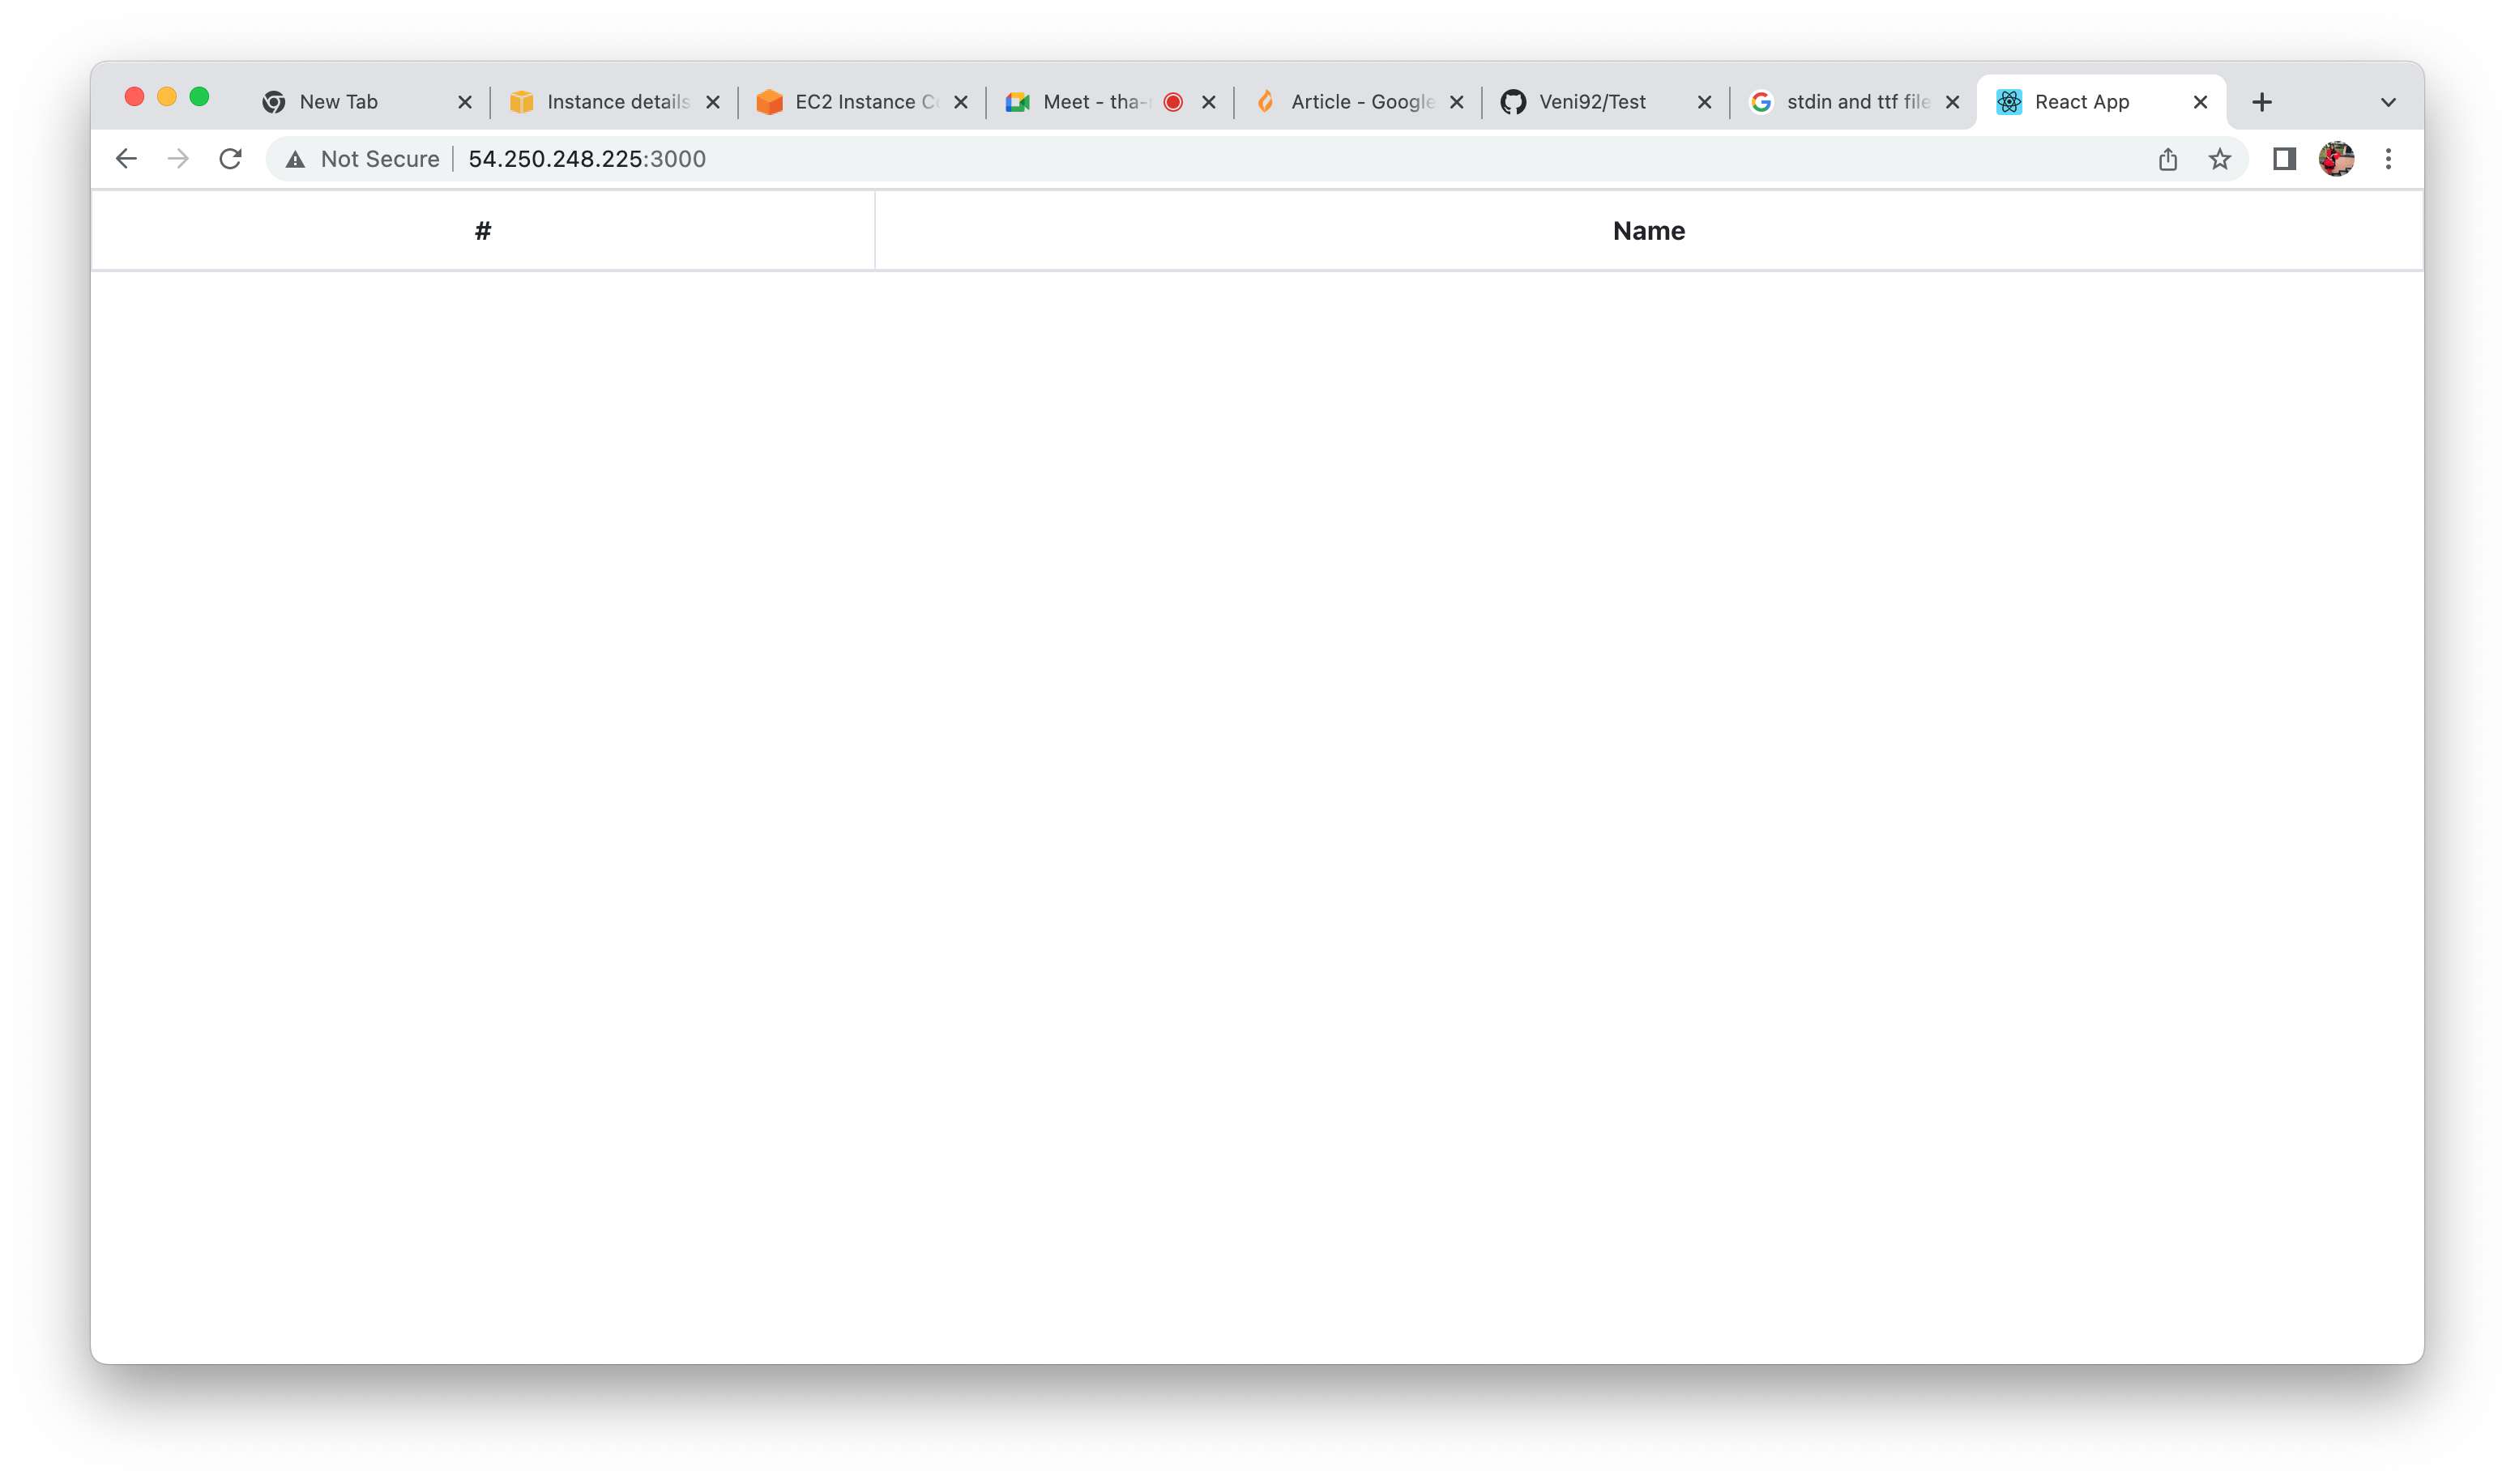 New Tab
Instance details
EC2 Instance Co
Meet - tha-
Article - Google
Veni92/Test
stdin and ttf file
React App
Not Secure
54.250.248.225:3000
# Name